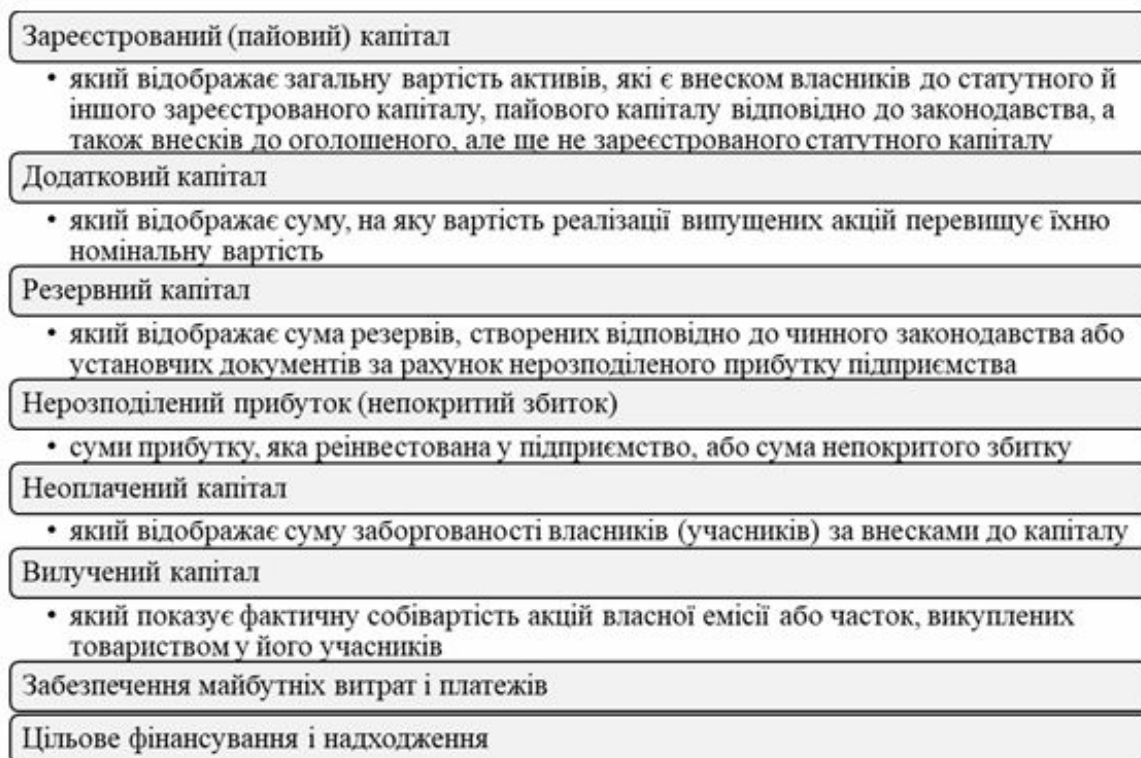 Зареєстрований (пайовий) капітал
• який відображає загальну вартість активів, які є внеском власників до статутного й
іншого зареєстрованого капіталу, пайового капіталу відповідно до законодавства, а
також внесків до оголошеного, але ще не зареєстрованого статутного капіталу
Додатковий капітал
• який відображає суму, на яку вартість реалізації випущених акцій перевищує їхню
номінальну вартість
Резервний капітал
• який відображає сума резервів, створених відповідно до чинного законодавства або
установчих документів за рахунок нерозподіленого прибутку підприємства
Нерозподілений прибуток (непокритий збиток)
• суми прибутку, яка реінвестована у підприємство, або сума непокритого збитку
Неоплачений капітал
• який відображає суму заборгованості власників (учасників) за внесками до капіталу
Вилучений капітал
• який показує фактичну собівартість акцій власної емісії або часток, викуплених
товариством у його учасників
Забезпечення майбутніх витрат і платежів
Цільове фінансування і надходження